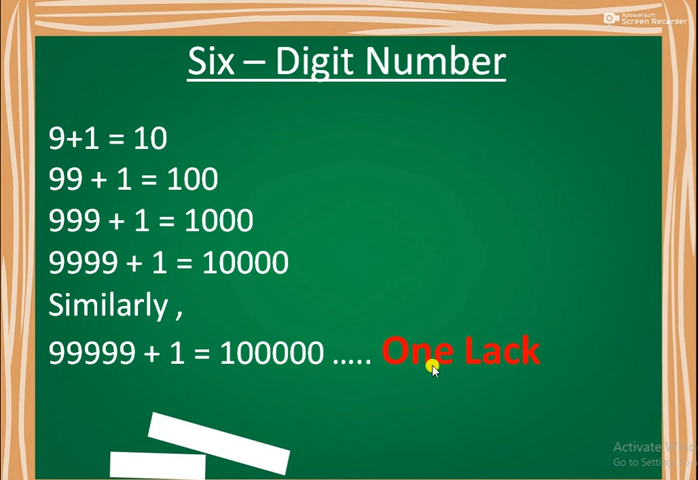 Apowersoft
Screen Recorder
Six – Digit Number
9+1 = 10
99 + 1 = 100
999 + 1 = 1000
9999 + 1 = 10000
Similarly ,
99999 + 1 = 100000 ..... One Lack
Activate
Go to